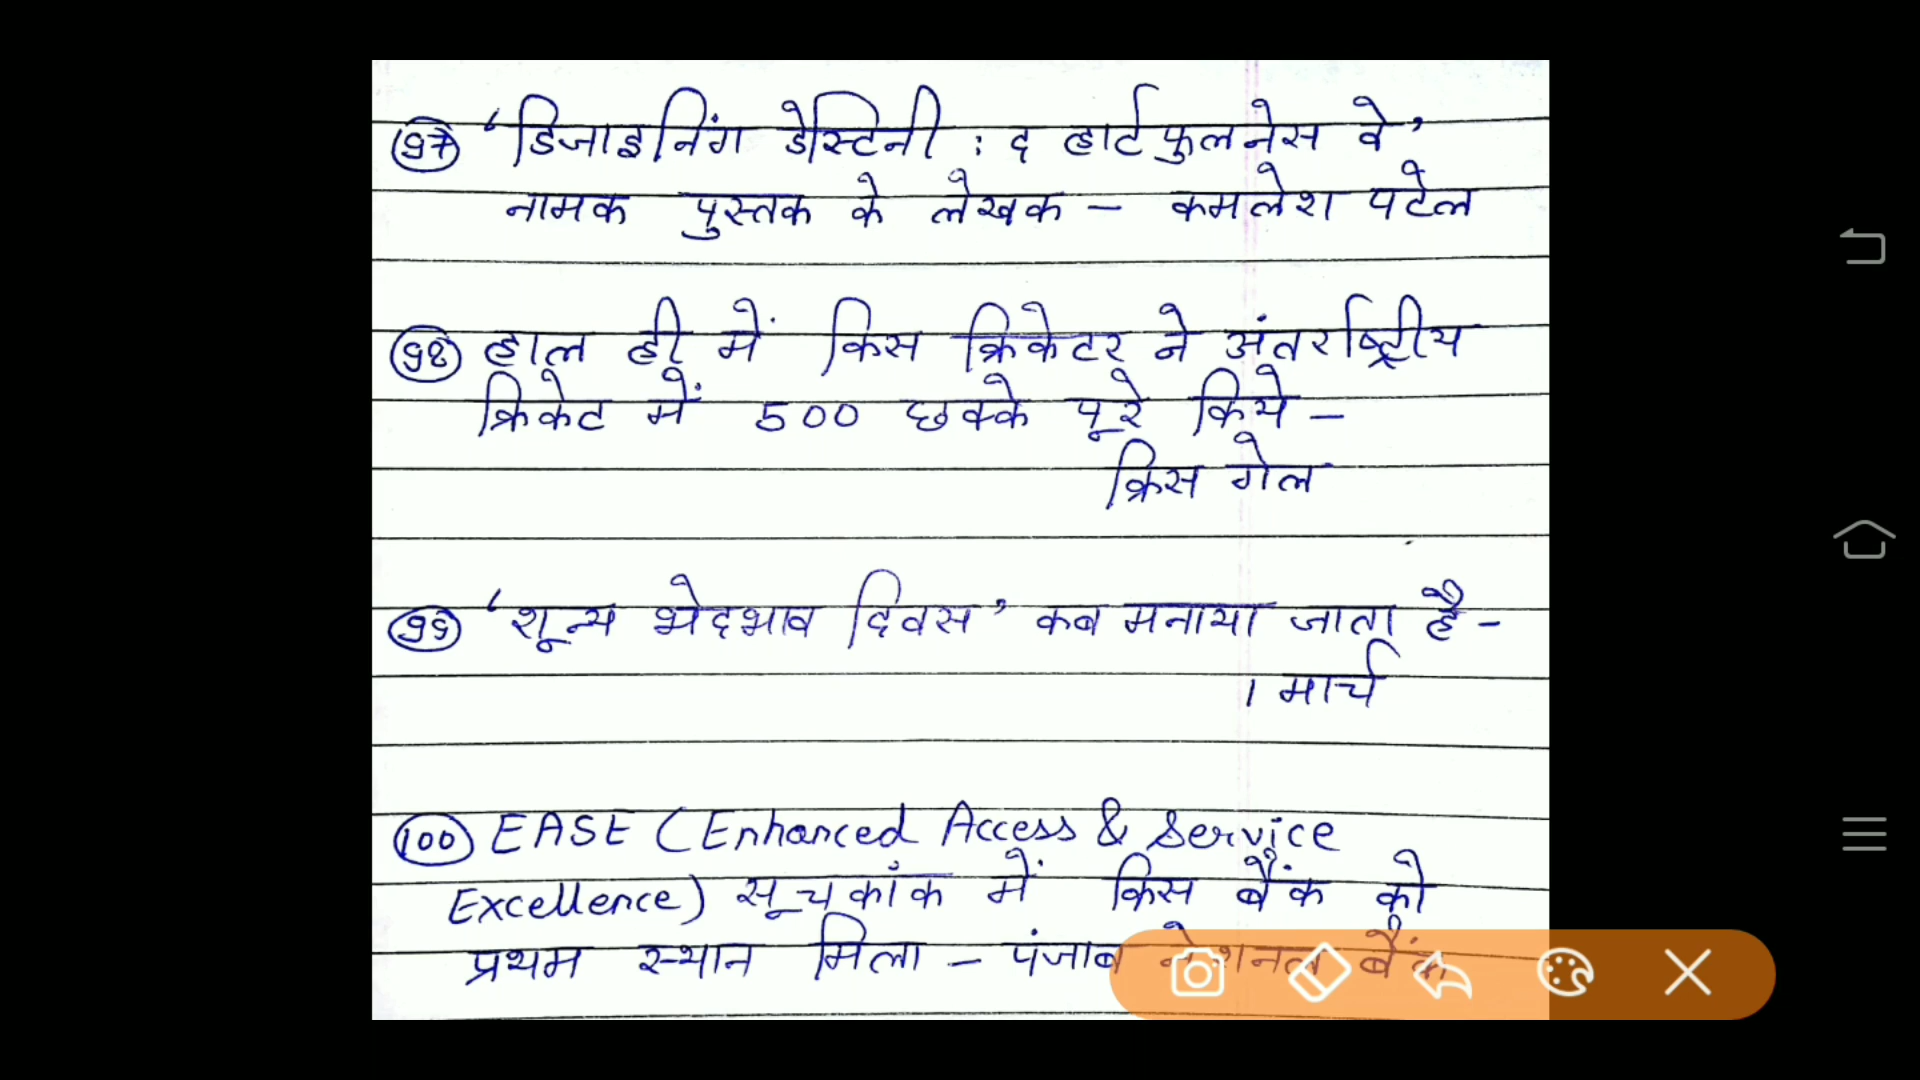 97 ‘डिजाइनिंग डेस्टिनी : द हार्टफुलनेस वे’
नामक पुस्तक के लेखक – कमलेश पटेल
98 हाल ही में किस क्रिकेटर ने अंतर्राष्ट्रीय
क्रिकेट में 500 छक्के पूरे किये –
क्रिस गेल
99 ‘शून्य भेदभाव दिवस’ कब मनाया जाता है –
1 मार्च
100 EASE (Enhanced Access & Service
Excellence) सूचकांक में किस बैंक को
प्रथम स्थान मिला – पंजाब नेशनल बैंक